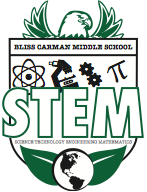 BLISS CARMAN MIDDLE SCHOOL
π
STEM
SCIENCE TECHNOLOGY ENGINEERING MATHEMATICS